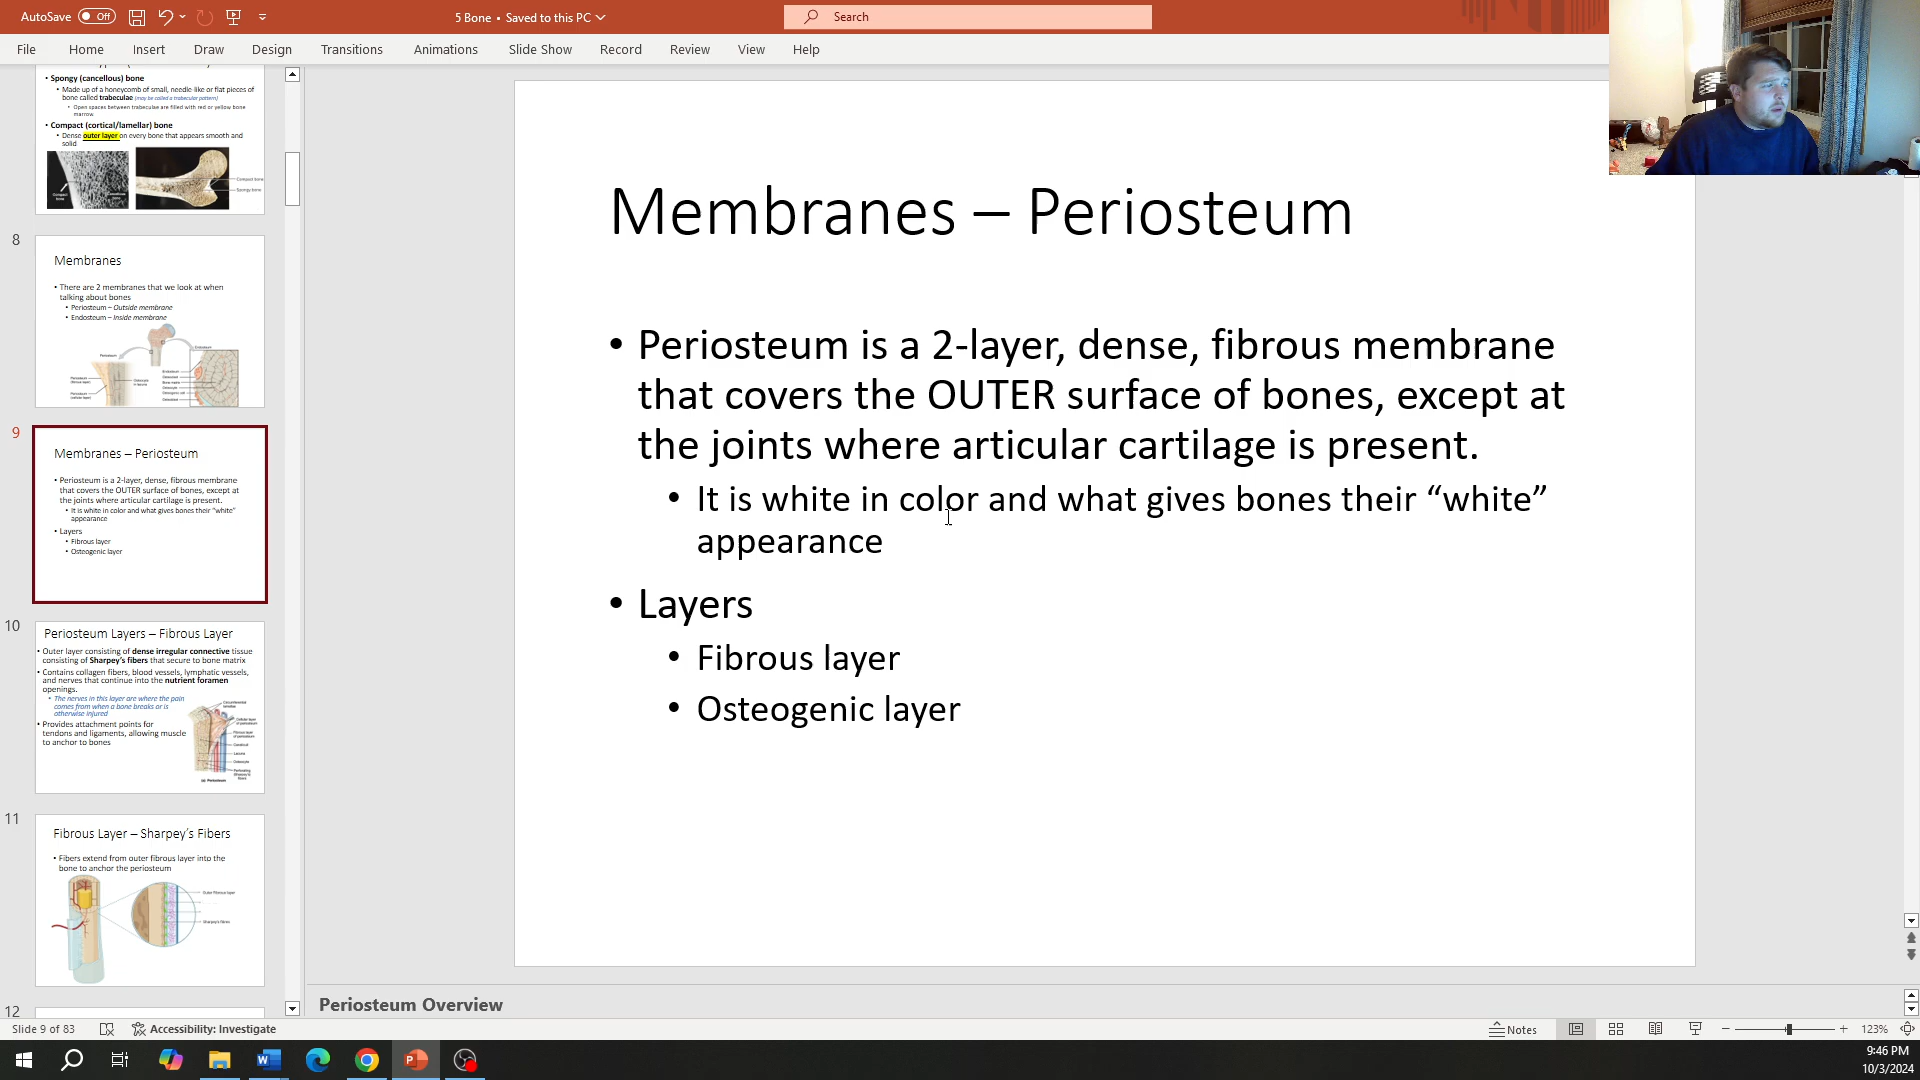 AutoSave Off
5 Bone • Saved to this PC
Search
File Home Insert Draw Design Transitions Animations Slide Show Record Review View Help
• Spongy (cancellous) bone
• Made up of a honeycomb of small, needle-like or flat pieces of
bone called trabeculae (may be called a trabecular pattern)
• Open spaces between trabeculae are filled with red or yellow bone
marrow.
• Compact (cortical/lamellar) bone
• Dense outer layer on every bone that appears smooth and
solid
Compact bone
Spongy bone
8
Membranes
• There are 2 membranes that we look at when
talking about bones
• Periosteum – Outside membrane
• Endosteum – Inside membrane
9
Membranes – Periosteum
• Periosteum is a 2-layer, dense, fibrous membrane
that covers the OUTER surface of bones, except at
the joints where articular cartilage is present.
• It is white in color and what gives bones their “white”
appearance
• Layers
• Fibrous layer
• Osteogenic layer
10
Periosteum Layers – Fibrous Layer
• Outer layer consisting of dense irregular connective tissue
consisting of Sharpey’s fibers that secure to bone matrix
• Contains collagen fibers, blood vessels, lymphatic vessels,
and nerves that continue into the nutrient foramen
openings.
• The nerves in this layer are where the pain
comes from when a bone breaks or is
otherwise injured
• Provides attachment points for
tendons and ligaments, allowing muscle
to anchor to bones
11
Fibrous Layer – Sharpey’s Fibers
• Fibers extend from outer fibrous layer into the
bone to anchor the periosteum
Outer fibrous layer
Sharpey's fibres
12
Membranes – Periosteum
• Periosteum is a 2-layer, dense, fibrous membrane
that covers the OUTER surface of bones, except at
the joints where articular cartilage is present.
• It is white in color and what gives bones their “white”
appearance
• Layers
• Fibrous layer
• Osteogenic layer
Periosteum Overview
Slide 9 of 83
Accessibility: Investigate
Notes
123%
9:46 PM
10/3/2024